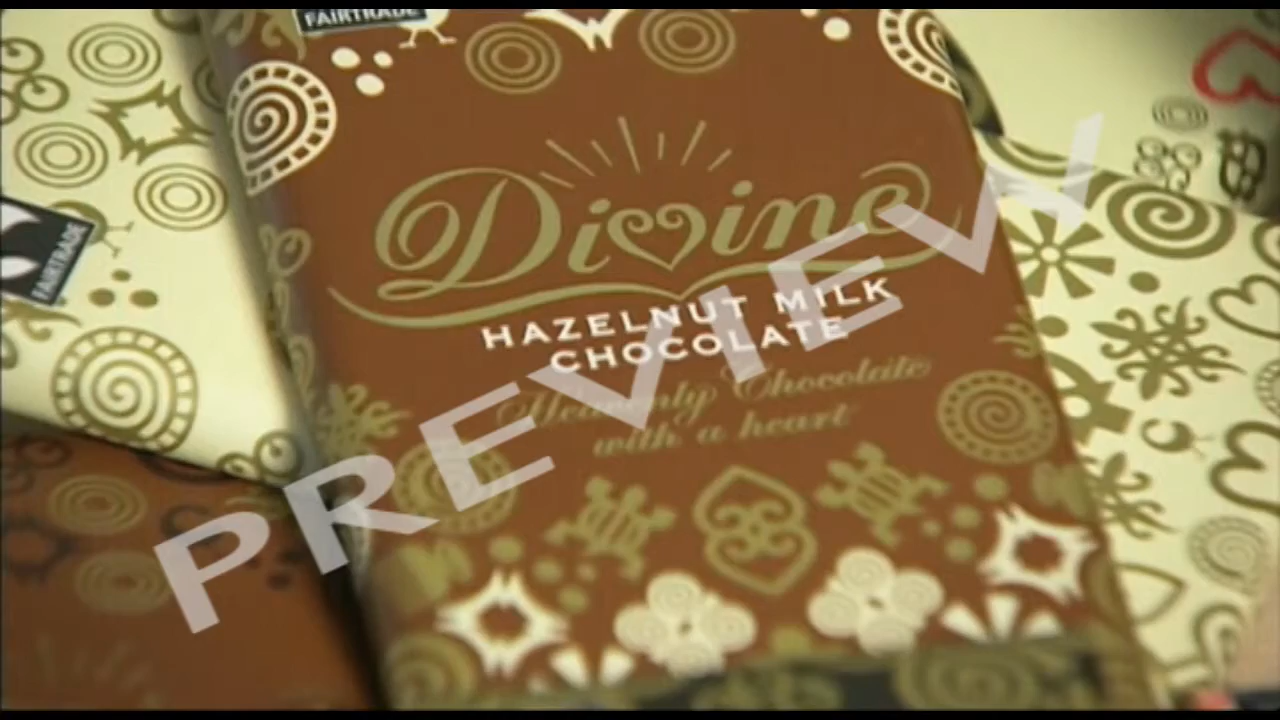 FAIRTRADE
Divine
HAZELNUT MILK
CHOCOLATE
Heavenly Chocolate
with a heart
FAIRTRADE
PREVIEW